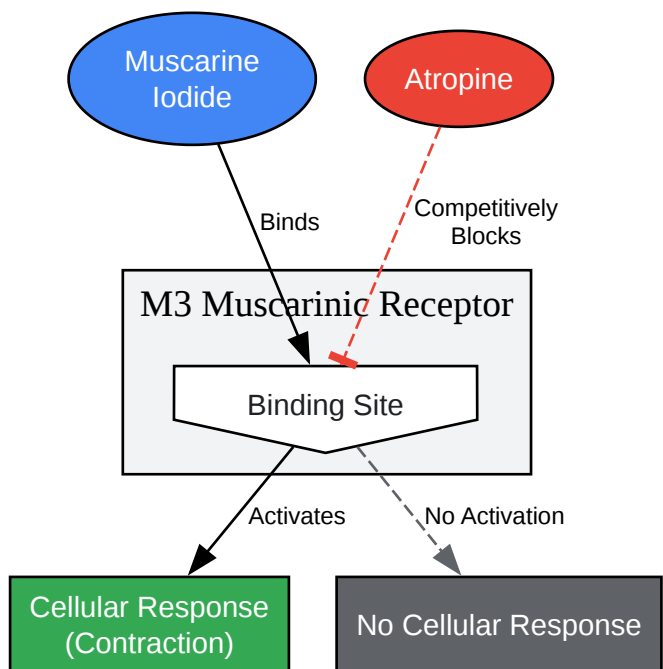 Muscarine
Iodide
Atropine
Binds
Competitively
Blocks
M3 Muscarinic Receptor
Binding Site
Activates
No Activation
Cellular Response
(Contraction)
No Cellular Response